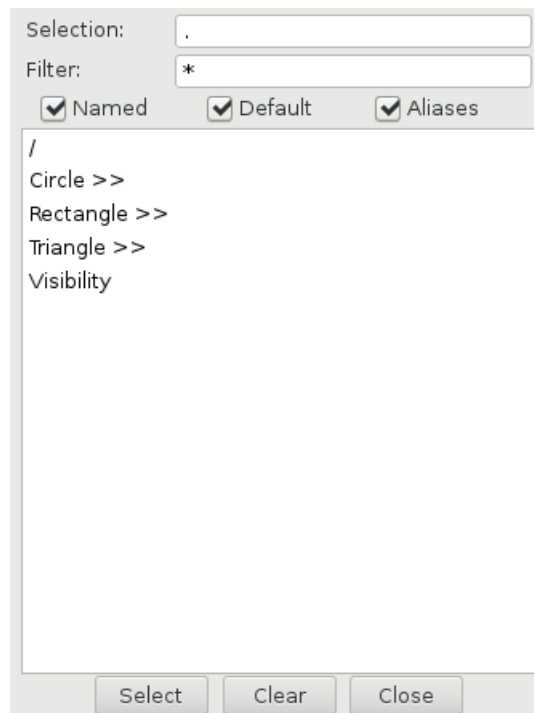 Selection: .
Filter: *
Named Default Aliases
/
Circle >>
Rectangle >>
Triangle >>
Visibility
Select Clear Close